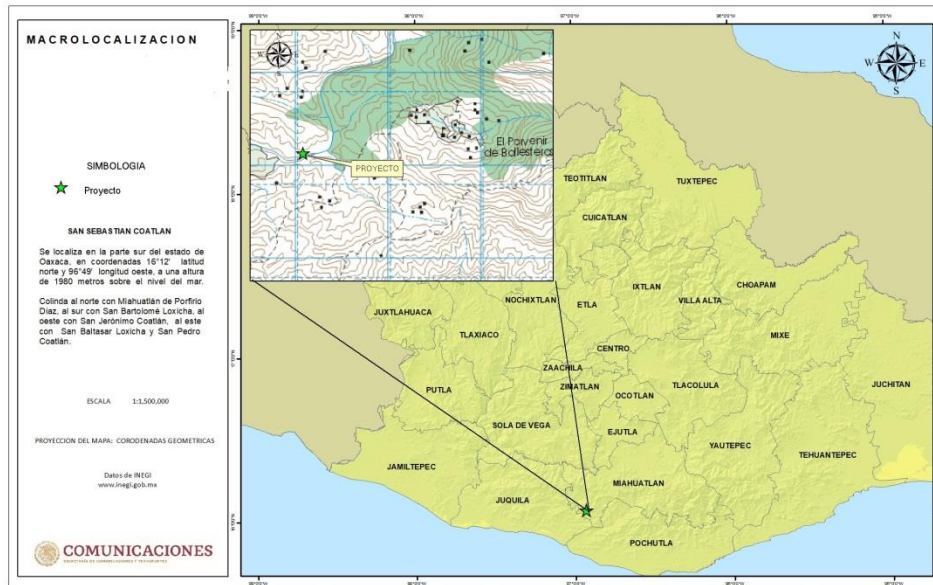 MACROLOCALIZACION
SIMBOLOGIA
Proyecto
SAN SEBASTIAN COATLAN
Se localiza en la parte sur del estado de
Oaxaca, en coordenadas 16°12' latitud
norte y 96°49' longitud oeste, a una altura
de 1980 metros sobre el nivel del mar.
Colinda al norte con Miahuatlán de Porfirio
Díaz, al sur con San Bartolomé Loxicha, al
oeste con San Jerónimo Coatlán, al este
con San Baltasar Loxicha y San Pedro
Coatlán.
ESCALA 1:1,500,000
PROYECCION DEL MAPA: CORODENADAS GEOMETRICAS
Datos de INEGI
www.inegi.gob.mx
COMUNICACIONES
SECRETARÍA DE COMUNICACIONES Y TRANSPORTES
N
W E
S
El Porvenir
de Ballesteros
PROYECTO
N
W E
S
TEOTITLAN
TUXTEPEC
CUICATLAN
IXTLAN
CHOAPAM
NOCHIXTLAN
ETLA
VILLA ALTA
JUXTLAHUACA
TLAXIACO
MIXE
CENTRO
ZAACHILA
ZIMATLAN
TLACOLULA
JUCHITAN
PUTLA
OCOTLAN
SOLA DE VEGA
EJUTLA
YAUTEPEC
TEHUANTEPEC
JAMILTEPEC
MIAHUATLAN
JUQUILA
POCHUTLA